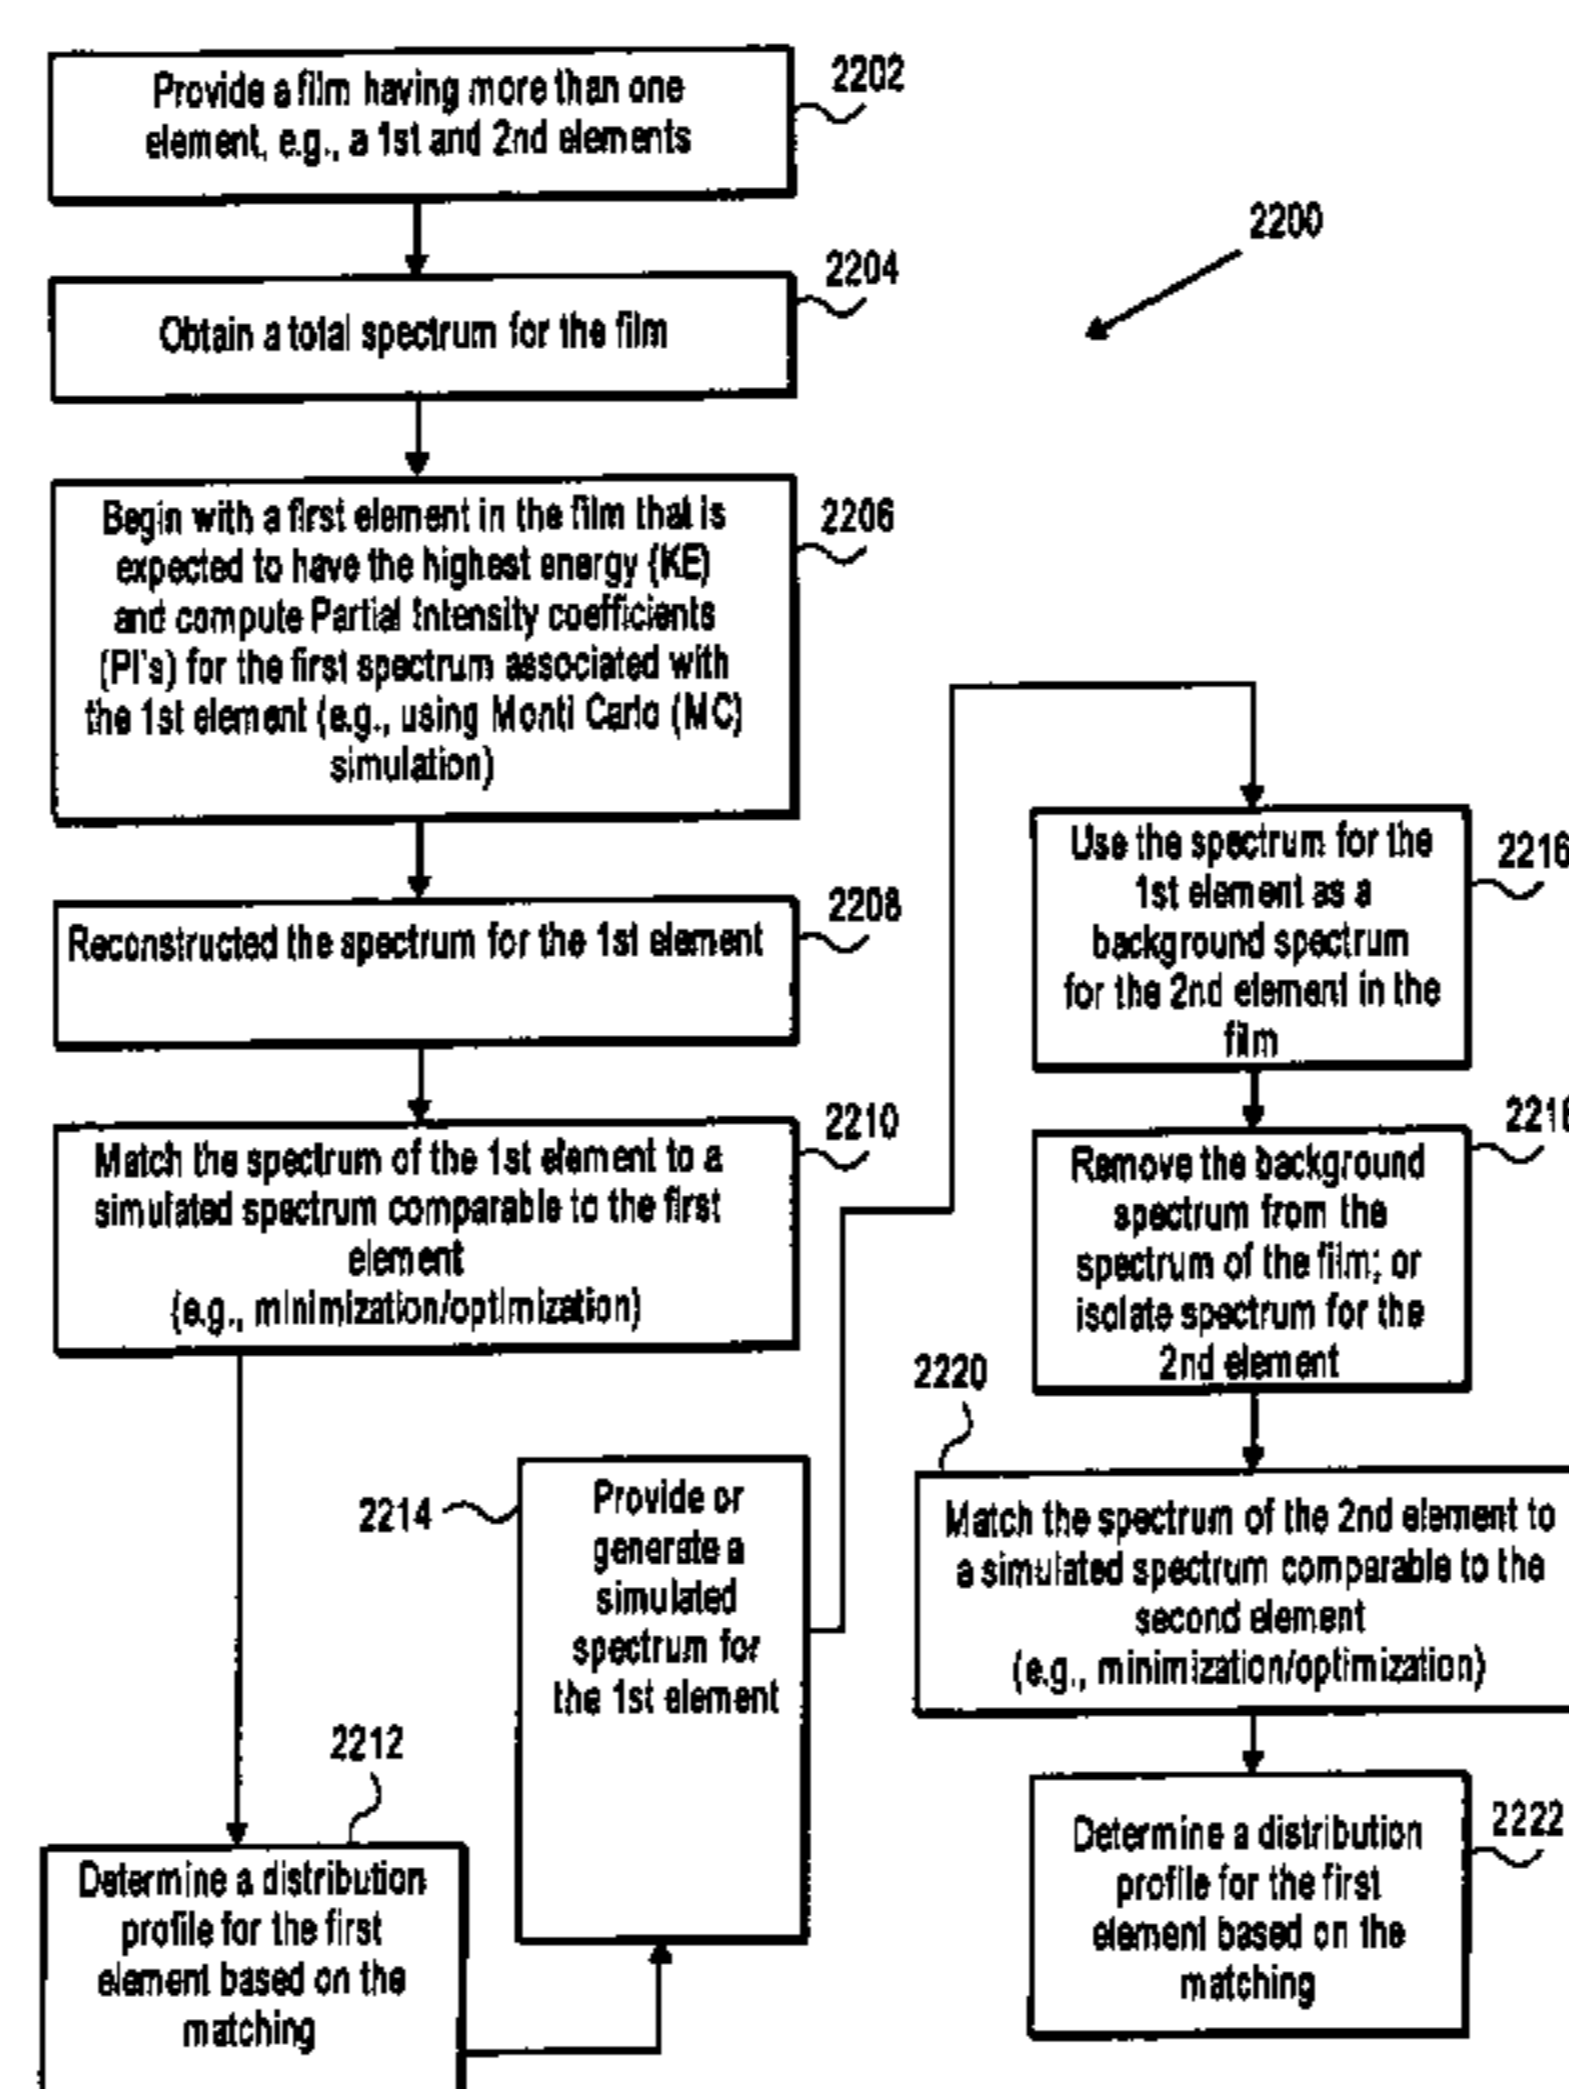 Provide a film having more than one
element, e.g., a 1st and 2nd elements
2202
2200
Obtain a total spectrum for the film
2204
Begin with a first element in the film that is
expected to have the highest energy (KE)
and compute Partial Intensity coefficients
(PI's) for the first spectrum associated with
the 1st element (e.g., using Monti Carlo (MC)
simulation)
2206
Reconstructed the spectrum for the 1st element
2208
Match the spectrum of the 1st element to a
simulated spectrum comparable to the first
element
(e.g., minimization/optimization)
2210
2212
Determine a distribution
profile for the first
element based on the
matching
2214
Provide or
generate a
simulated
spectrum for
the 1st element
Use the spectrum for the
1st element as a
background spectrum
for the 2nd element in the
film
2216
Remove the background
spectrum from the
spectrum of the film; or
isolate spectrum for the
2nd element
2220
Match the spectrum of the 2nd element to
a simulated spectrum comparable to the
second element
(e.g., minimization/optimization)
Determine a distribution
profile for the first
element based on the
matching
2222